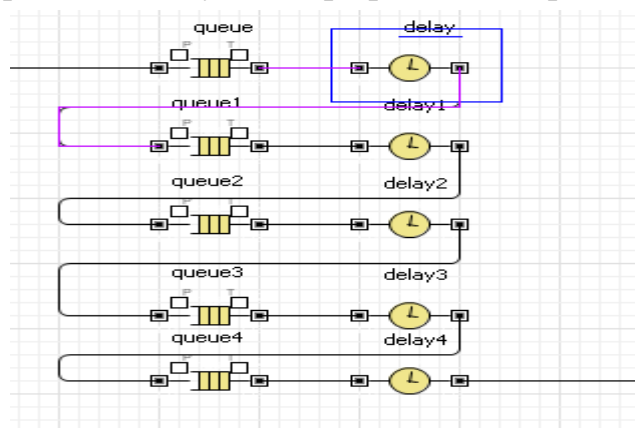 queue delay
P T
queue1 delay1
P T
queue2 delay2
P T
queue3 delay3
P T
queue4 delay4
P T